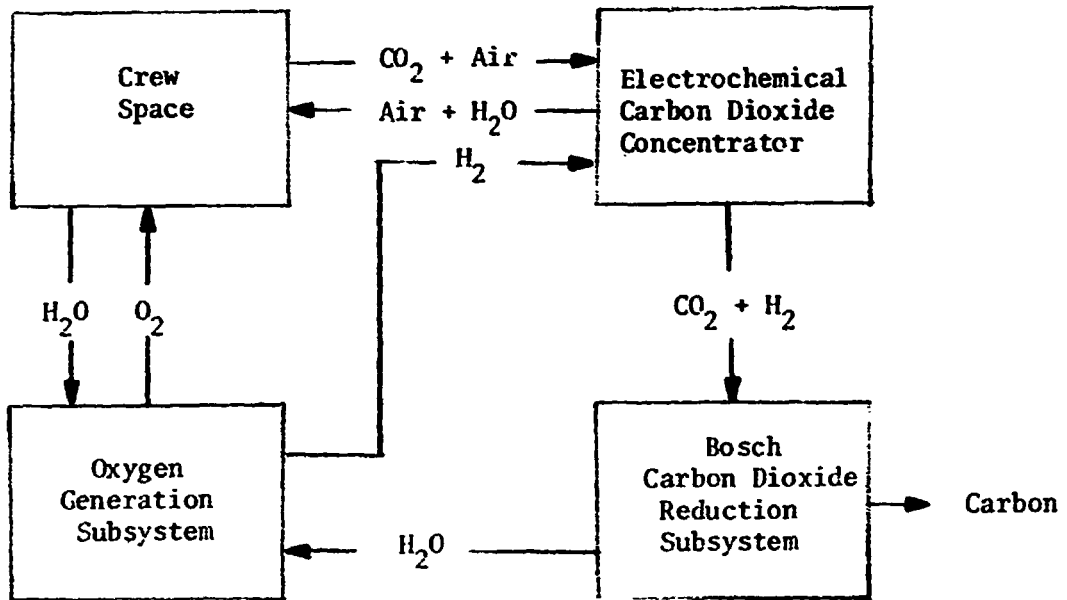 Crew
Space
CO2 + Air
Air + H2O
H2
Electrochemical
Carbon Dioxide
Concentrator
H2O
O2
CO2 + H2
Oxygen
Generation
Subsystem
H2O
Bosch
Carbon Dioxide
Reduction
Subsystem
Carbon